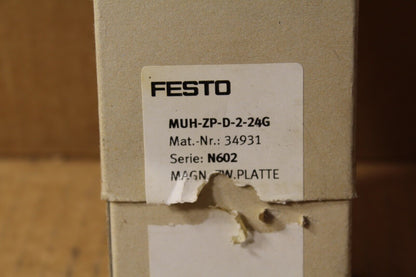 FESTO
MUH-ZP-D-2-24G
Mat.-Nr.: 34931
Serie: N602
MAGN. ZW.PLATTE